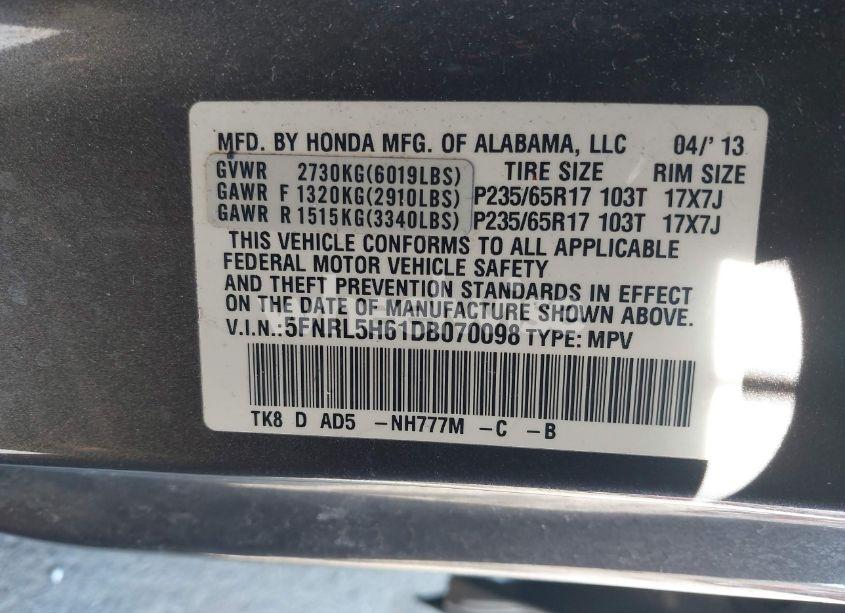 MFD. BY HONDA MFG. OF ALABAMA, LLC 04/' 13
GVWR 2730KG(6019LBS) TIRE SIZE RIM SIZE
GAWR F 1320KG(2910LBS) P235/65R17 103T 17X7J
GAWR R 1515KG(3340LBS) P235/65R17 103T 17X7J
THIS VEHICLE CONFORMS TO ALL APPLICABLE
FEDERAL MOTOR VEHICLE SAFETY
AND THEFT PREVENTION STANDARDS IN EFFECT
ON THE DATE OF MANUFACTURE SHOWN ABOVE.
V.I.N.:5FNRL5H61DB070098 TYPE: MPV
TK8 D AD5 -NH777M -C -B